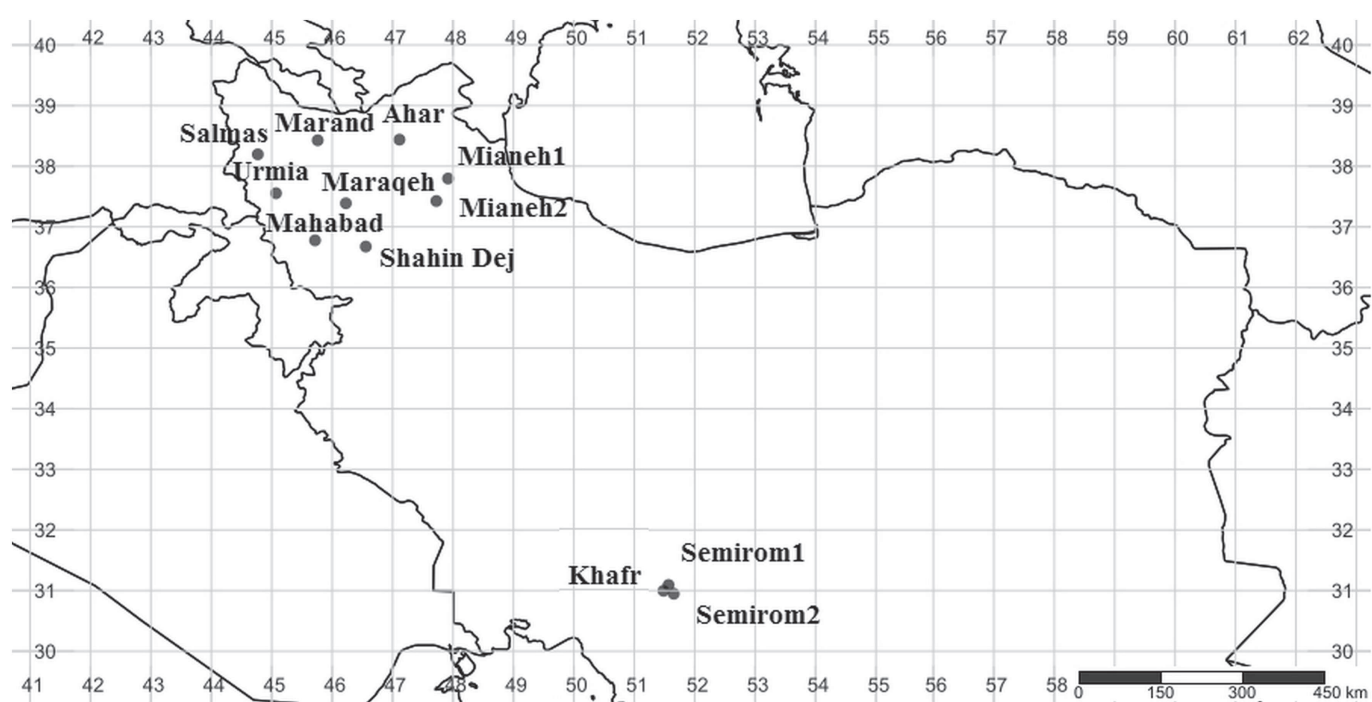 40 42 43 44 45 46 47 48 49 50 51 52 53 54 55 56 57 58 59 60 61 62 40
39 39
Ahar
Marand
Salmas
38 38
Mianeh1
Urmia
Maraqeh
Mianeh2
Mahabad
37 37
Shahin Dej
36 36
35 35
34 34
33 33
32 32
Semirom1
Khafr
31 31
Semirom2
30 30
41 42 43 44 45 46 47 48 49 50 51 52 53 54 55 56 57 58
0 150 300 450 km